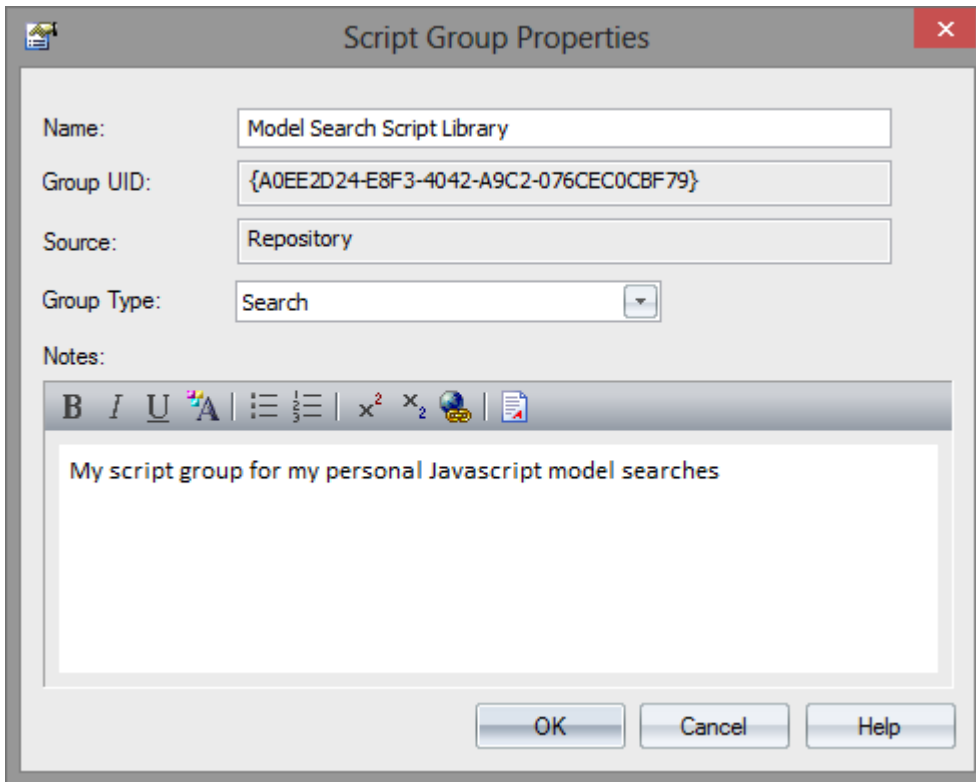 Script Group Properties
Name: Model Search Script Library
Group UID: {A0EE2D24-E8F3-4042-A9C2-076CEC0CBF79}
Source: Repository
Group Type: Search
Notes:
B I U A x² x₂
My script group for my personal Javascript model searches
OK Cancel Help